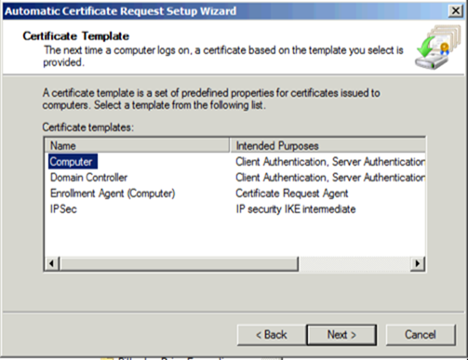 Automatic Certificate Request Setup Wizard
Certificate Template
The next time a computer logs on, a certificate based on the template you select is
provided.
A certificate template is a set of predefined properties for certificates issued to
computers. Select a template from the following list.
Certificate templates:
Name Intended Purposes
Computer Client Authentication, Server Authentication
Domain Controller Client Authentication, Server Authentication
Enrollment Agent (Computer) Certificate Request Agent
IPSec IP security IKE intermediate
< Back Next > Cancel